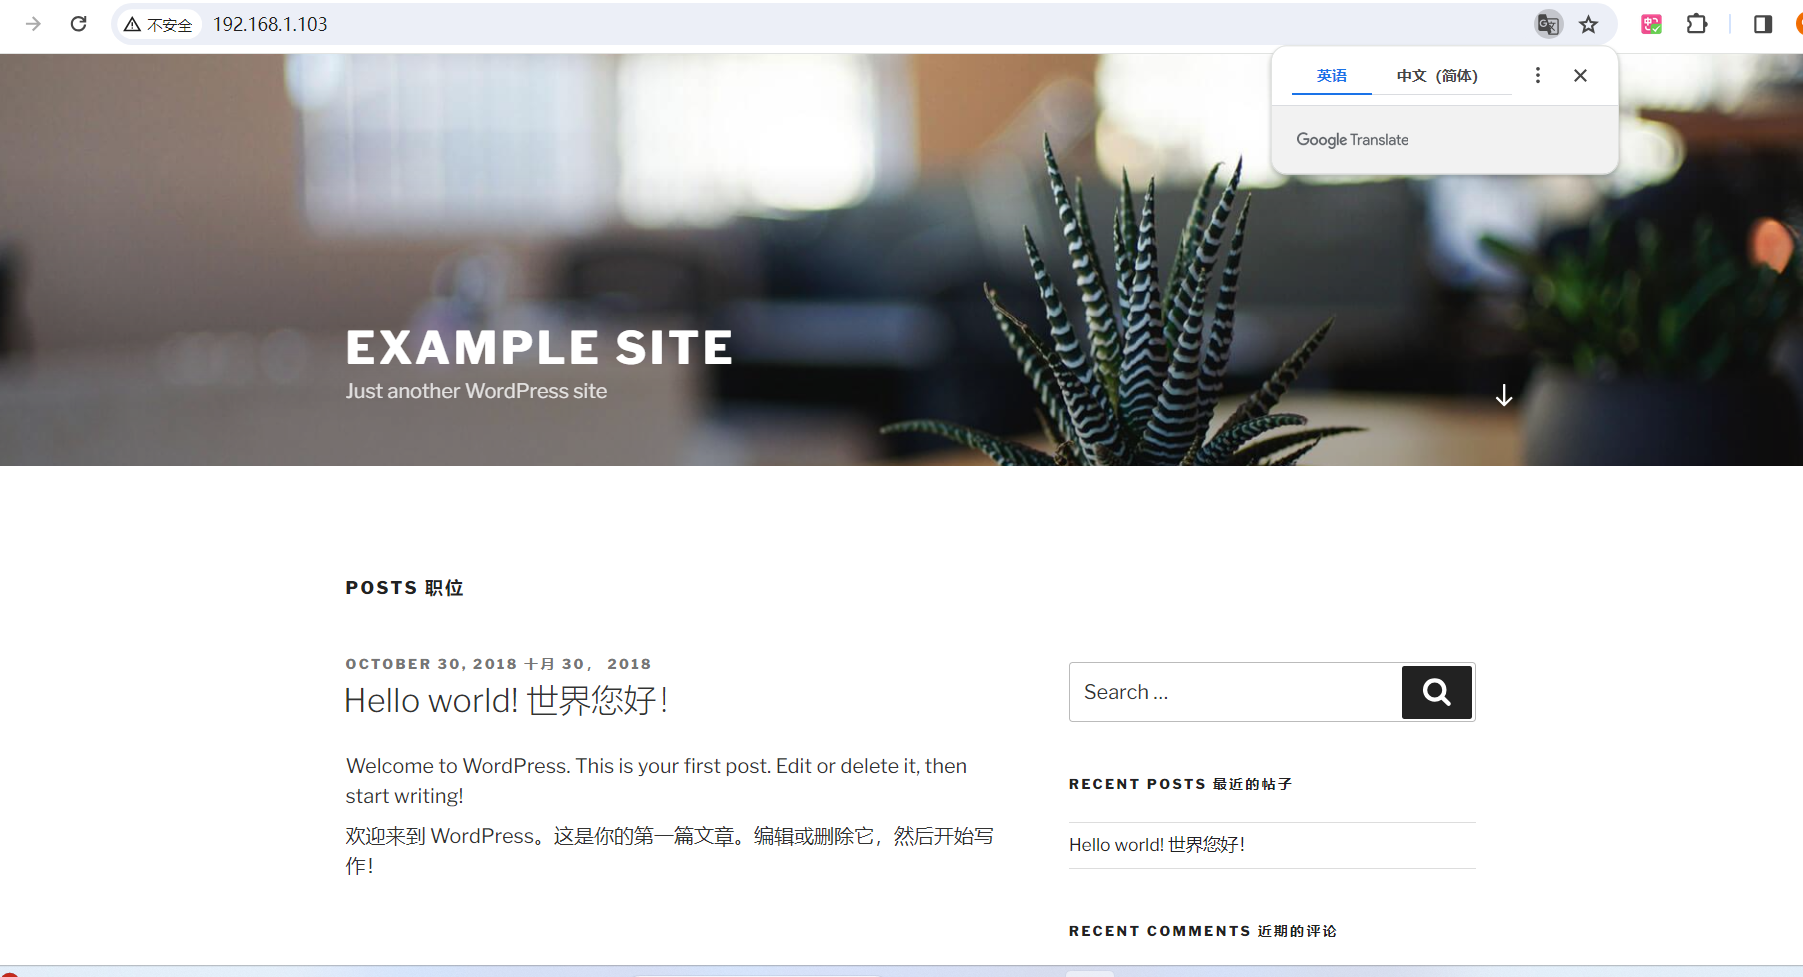 不安全 192.168.1.103
英语 中文（简体）
Google Translate
EXAMPLE SITE
Just another WordPress site
POSTS 职位
OCTOBER 30, 2018 十月 30， 2018
Hello world! 世界您好！
Welcome to WordPress. This is your first post. Edit or delete it, then
start writing!
欢迎来到 WordPress。这是你的第一篇文章。编辑或删除它，然后开始写
作！
Search …
RECENT POSTS 最近的帖子
Hello world! 世界您好！
RECENT COMMENTS 近期的评论